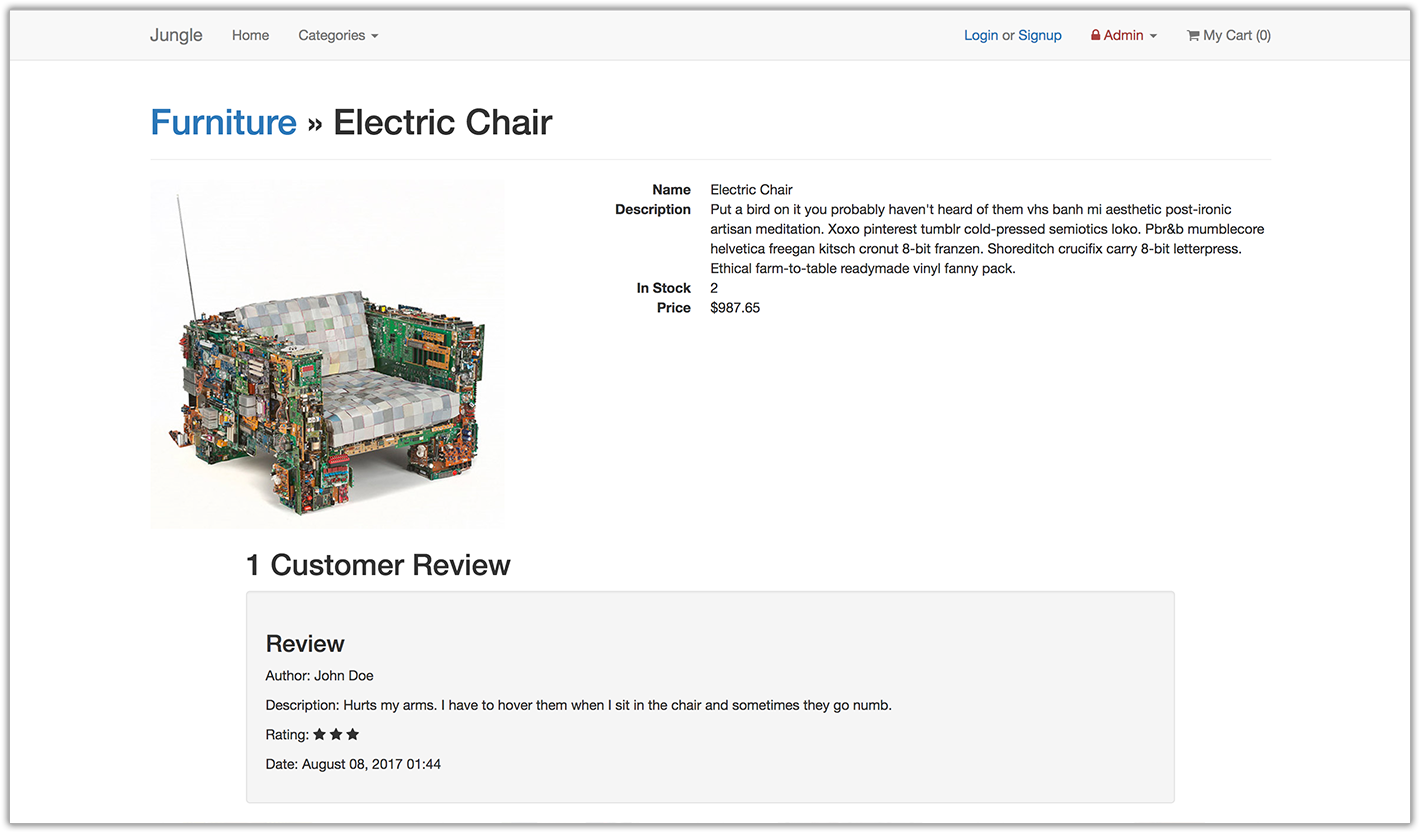 Jungle Home Categories Login or Signup Admin My Cart (0)
Furniture » Electric Chair
Name Electric Chair
Description Put a bird on it you probably haven't heard of them vhs banh mi aesthetic post-ironic
artisan meditation. Xoxo pinterest tumblr cold-pressed semiotics loko. Pbr&b mumblecore
helvetica freegan kitsch cronut 8-bit franzen. Shoreditch crucifix carry 8-bit letterpress.
Ethical farm-to-table readymade vinyl fanny pack.
In Stock 2
Price $987.65
1 Customer Review
Review
Author: John Doe
Description: Hurts my arms. I have to hover them when I sit in the chair and sometimes they go numb.
Rating: ★ ★ ★
Date: August 08, 2017 01:44